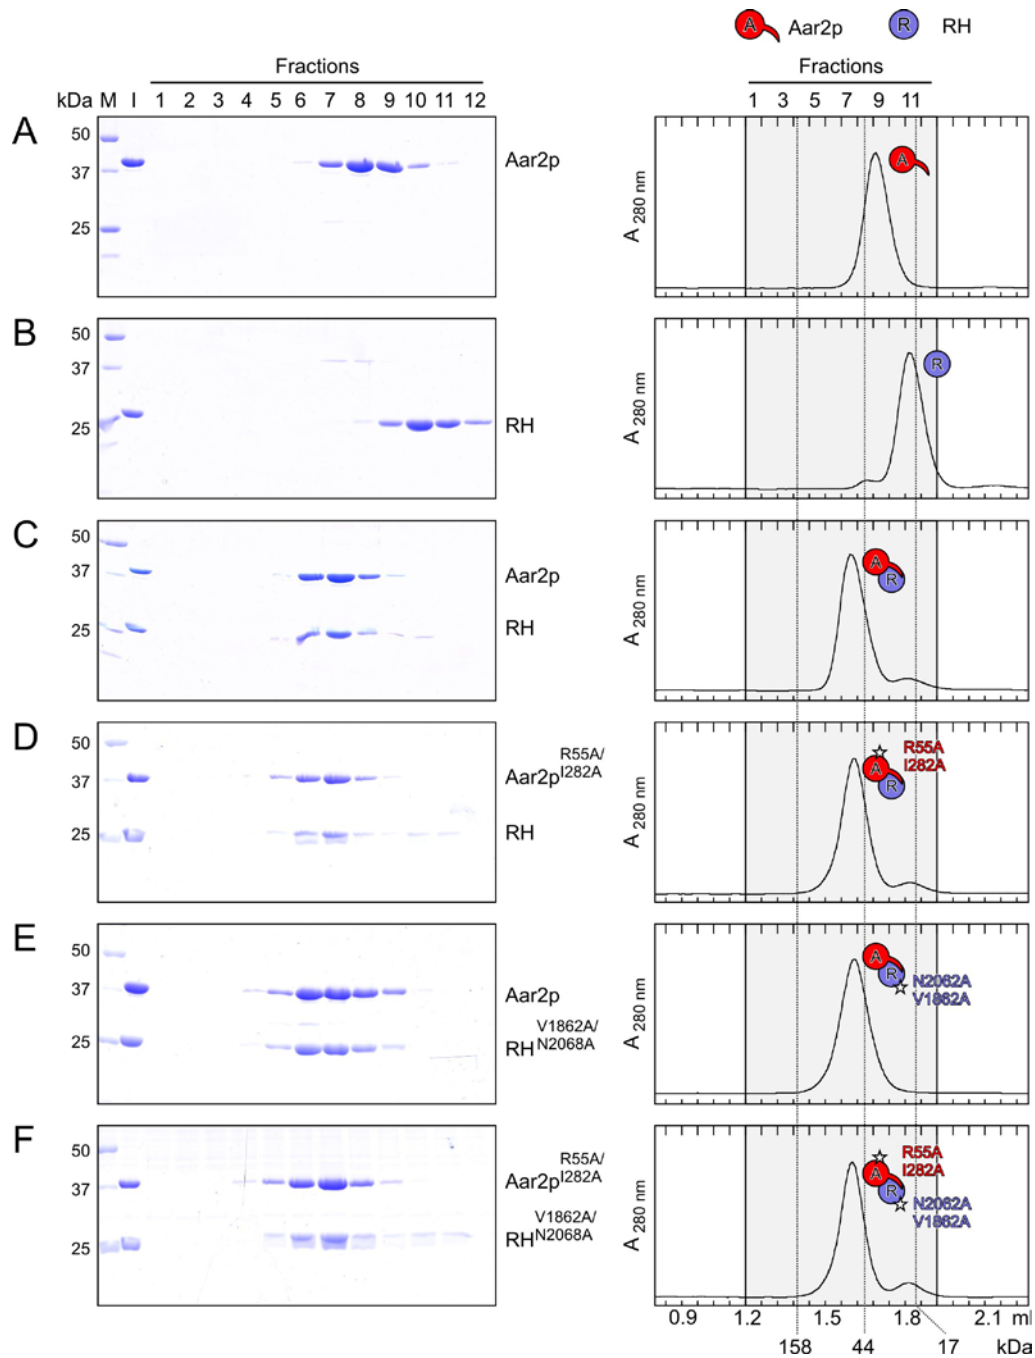 A Aar2p R RH
Fractions
kDa M I 1 2 3 4 5 6 7 8 9 10 11 12
Fractions
1 3 5 7 9 11
A
50
37
25
Aar2p
A 280 nm
A
B
50
37
25
RH
A 280 nm
R
C
50
37
25
Aar2p
RH
A 280 nm
A
R
D
50
37
25
Aar2p R55A/
I282A
RH
A 280 nm
A
R
R55A
I282A
E
50
37
25
Aar2p
RH V1862A/
N2068A
A 280 nm
A
R
N2062A
V1862A
F
50
37
25
Aar2p R55A/
I282A
RH V1862A/
N2068A
A 280 nm
A
R
R55A
I282A
N2062A
V1862A
0.9 1.2 1.5 1.8 2.1 ml
158 44 17 kDa